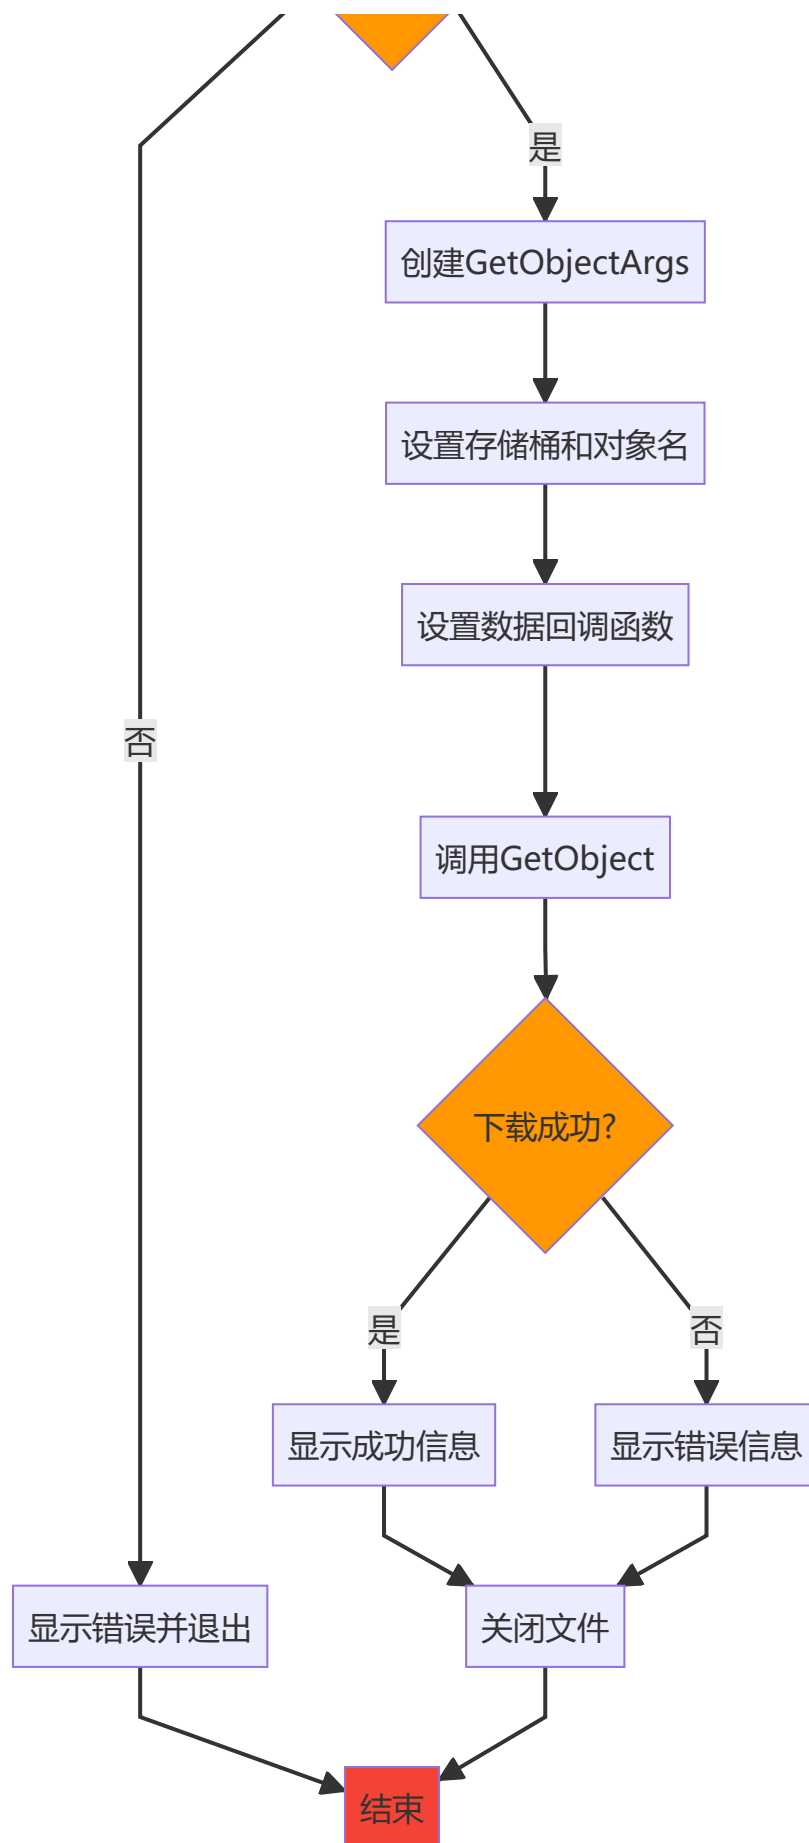 是
创建GetObjectArgs
设置存储桶和对象名
设置数据回调函数
否
调用GetObject
下载成功?
是
否
显示成功信息
显示错误信息
显示错误并退出
关闭文件
结束